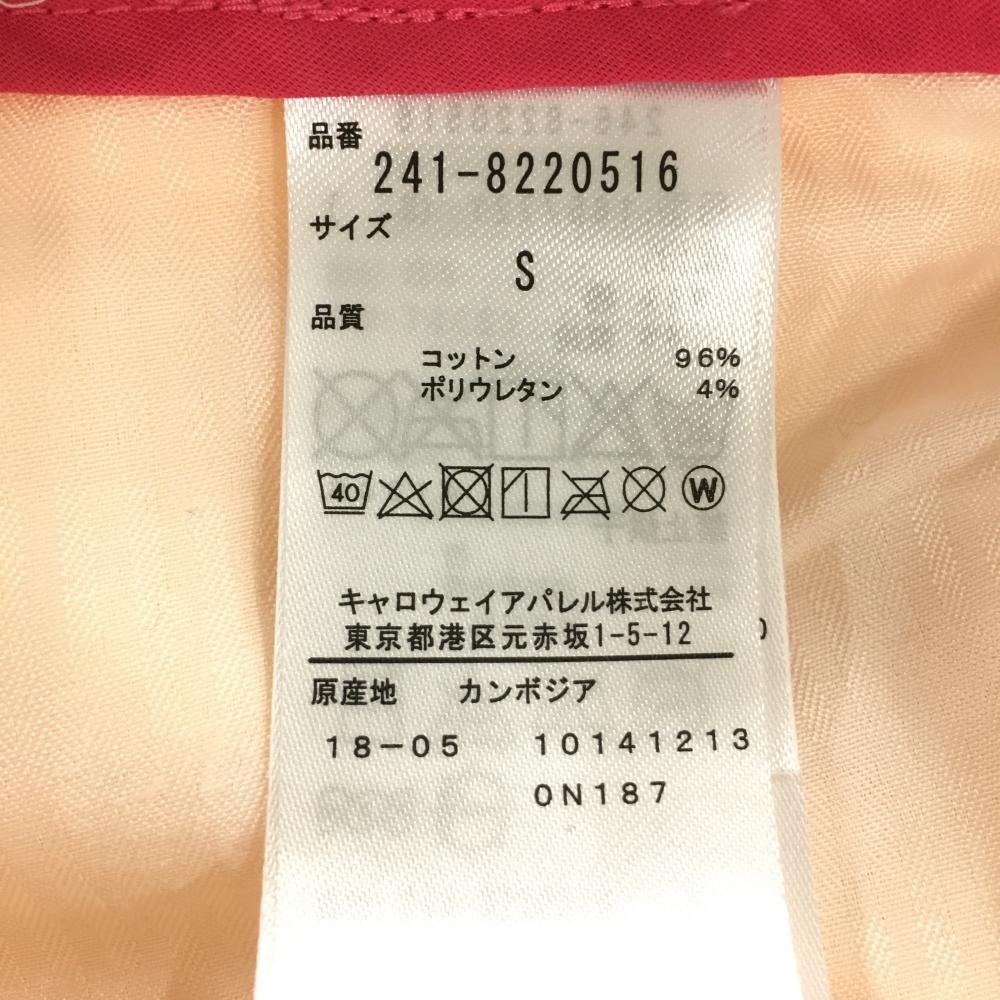 品番
241-8220516
サイズ
S
品質
コットン 96%
ポリウレタン 4%
40 W
キャロウェイアパレル株式会社
東京都港区元赤坂1-5-12
原産地 カンボジア
18-05 10141213
0N187